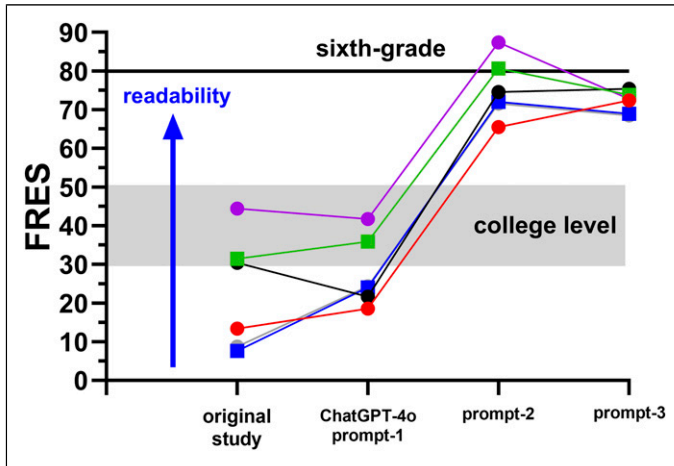 90
80
70
60
50
40
30
20
10
0
FRES
sixth-grade
readability
college level
original
study
ChatGPT-4o
prompt-1
prompt-2
prompt-3